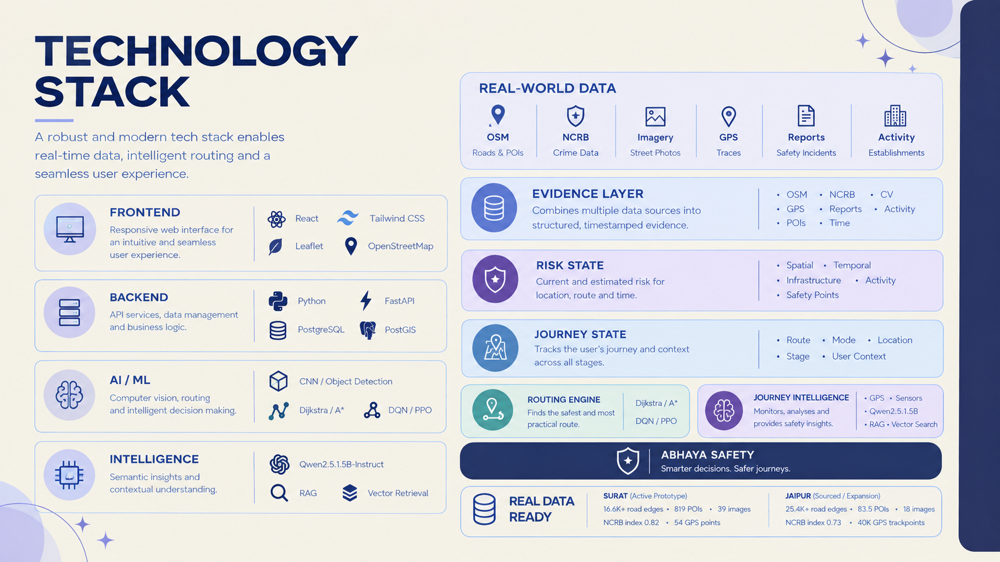 TECHNOLOGY
STACK
A robust and modern tech stack enables
real-time data, intelligent routing and a
seamless user experience.
FRONTEND
Responsive web interface for
an intuitive and seamless
user experience.
React
Tailwind CSS
Leaflet
OpenStreetMap
BACKEND
API services, data management
and business logic.
Python
FastAPI
PostgreSQL
PostGIS
AI / ML
Computer vision, routing
and intelligent decision making.
CNN / Object Detection
Dijkstra / A*
DQN / PPO
INTELLIGENCE
Semantic insights and
contextual understanding.
Qwen2.5.1.5B-Instruct
RAG
Vector Retrieval
REAL-WORLD DATA
OSM
Roads & POIs
NCRB
Crime Data
Imagery
Street Photos
GPS
Traces
Reports
Safety Incidents
Activity
Establishments
EVIDENCE LAYER
Combines multiple data sources into
structured, timestamped evidence.
• OSM • NCRB • CV
• GPS • Reports • Activity
• POIs • Time
RISK STATE
Current and estimated risk for
location, route and time.
• Spatial • Temporal
• Infrastructure • Activity
• Safety Points
JOURNEY STATE
Tracks the user's journey and context
across all stages.
• Route • Mode • Location
• Stage • User Context
ROUTING ENGINE
Finds the safest and most
practical route.
Dijkstra / A*
DQN / PPO
JOURNEY INTELLIGENCE
Monitors, analyses and
provides safety insights.
• GPS • Sensors
• Qwen2.5.1.5B
• RAG • Vector Search
ABHAYA SAFETY
Smarter decisions. Safer journeys.
REAL DATA
READY
SURAT (Active Prototype)
16.6K+ road edges • 819 POIs • 39 images
NCRB index 0.82 • 54 GPS points
JAIPUR (Sourced / Expansion)
25.4K+ road edges • 83.5 POIs • 18 images
NCRB index 0.73 • 40K GPS trackpoints